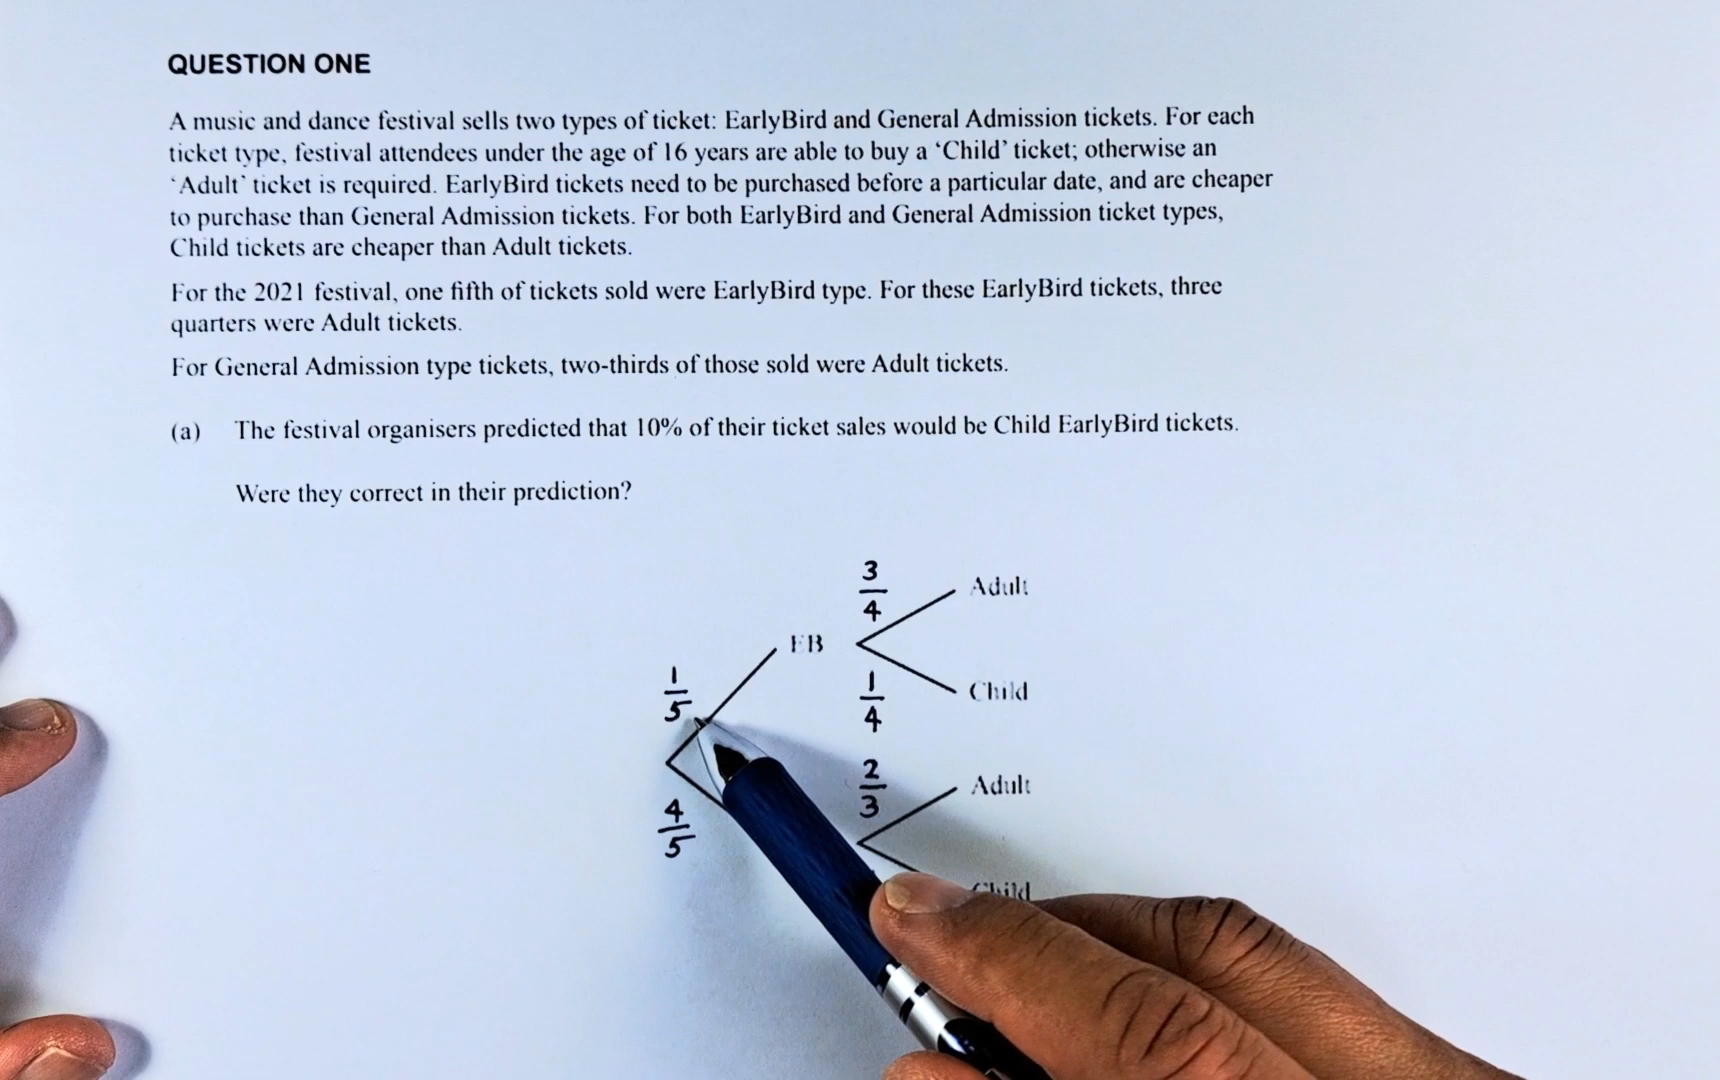 QUESTION ONE
A music and dance festival sells two types of ticket: EarlyBird and General Admission tickets. For each
ticket type, festival attendees under the age of 16 years are able to buy a ‘Child’ ticket; otherwise an
‘Adult’ ticket is required. EarlyBird tickets need to be purchased before a particular date, and are cheaper
to purchase than General Admission tickets. For both EarlyBird and General Admission ticket types,
Child tickets are cheaper than Adult tickets.
For the 2021 festival, one fifth of tickets sold were EarlyBird type. For these EarlyBird tickets, three
quarters were Adult tickets.
For General Admission type tickets, two-thirds of those sold were Adult tickets.
(a) The festival organisers predicted that 10% of their ticket sales would be Child EarlyBird tickets.
Were they correct in their prediction?
3/4 Adult
EB
1/5
1/4 Child
2/3 Adult
4/5
Child